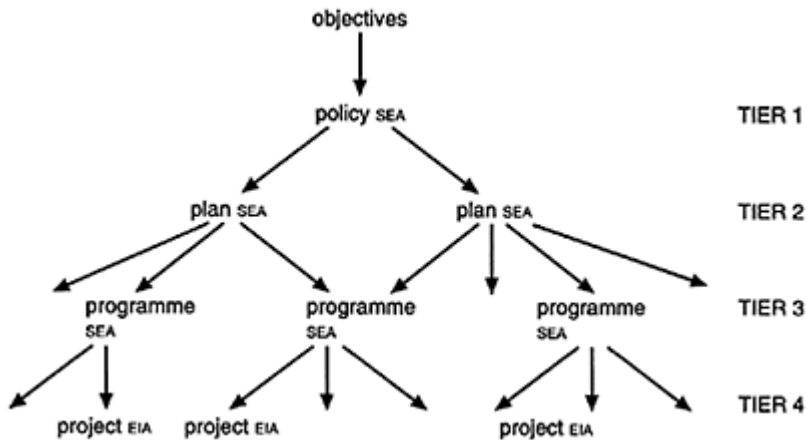 objectives
policy SEA TIER 1
plan SEA plan SEA TIER 2
programme programme programme TIER 3
SEA SEA SEA
project EIA project EIA project EIA TIER 4